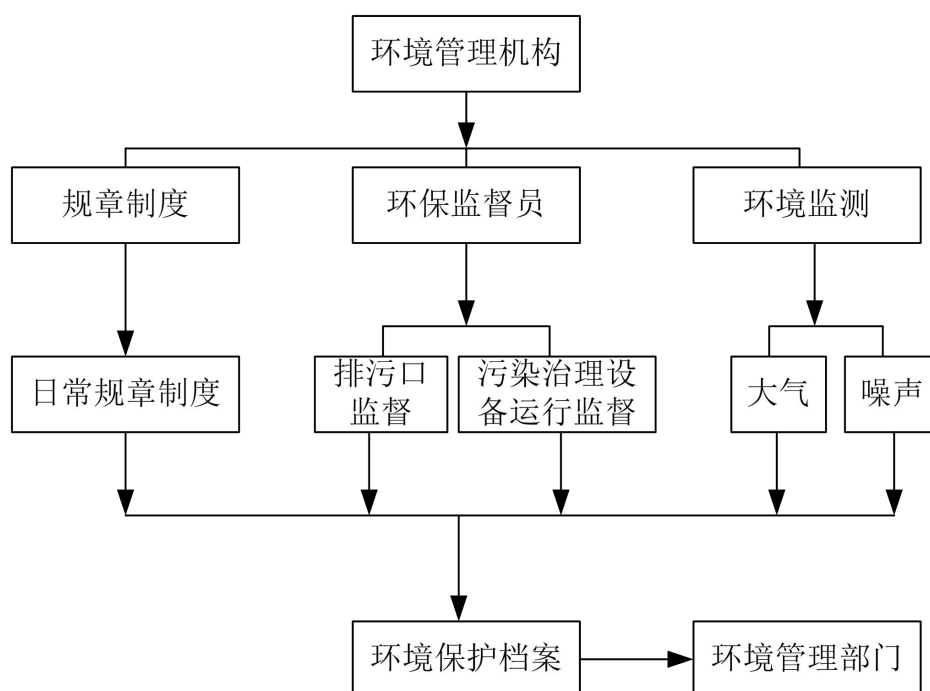 环境管理机构
规章制度
环保监督员
环境监测
日常规章制度
排污口
监督
污染治理设
备运行监督
大气
噪声
环境保护档案
环境管理部门